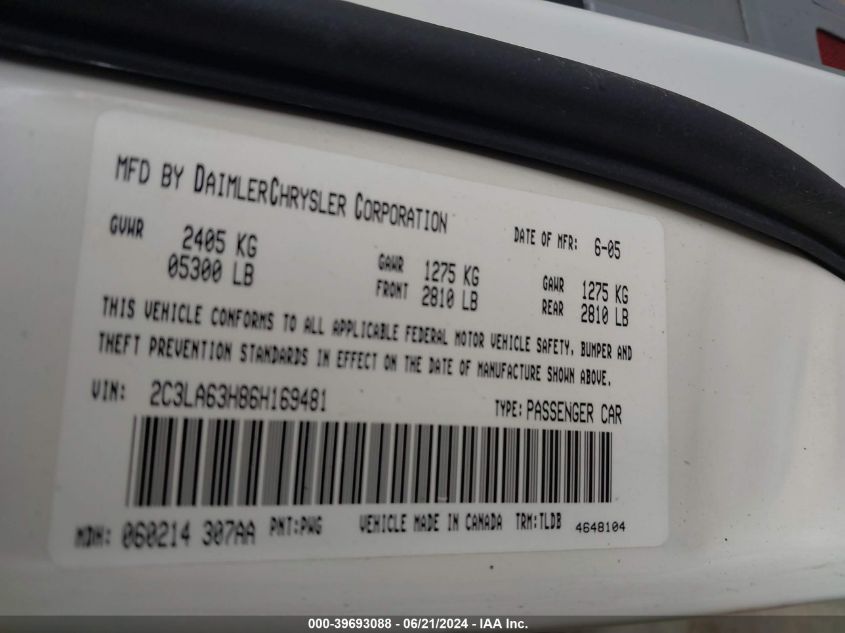 MFD BY DAIMLERCHRYSLER CORPORATION
DATE OF MFR: 6-05
GVWR 2405 KG
05300 LB
GAWR FRONT 1275 KG
2810 LB
GAWR REAR 1275 KG
2810 LB
THIS VEHICLE CONFORMS TO ALL APPLICABLE FEDERAL MOTOR VEHICLE SAFETY, BUMPER AND
THEFT PREVENTION STANDARDS IN EFFECT ON THE DATE OF MANUFACTURE SHOWN ABOVE.
VIN: 2C3LA63H86H169481 TYPE: PASSENGER CAR
MDH: 060214 307AA PNT:PWG VEHICLE MADE IN CANADA TRM:TLDB 4648104
000-39693088 / 06/21/2024 - IAA Inc.